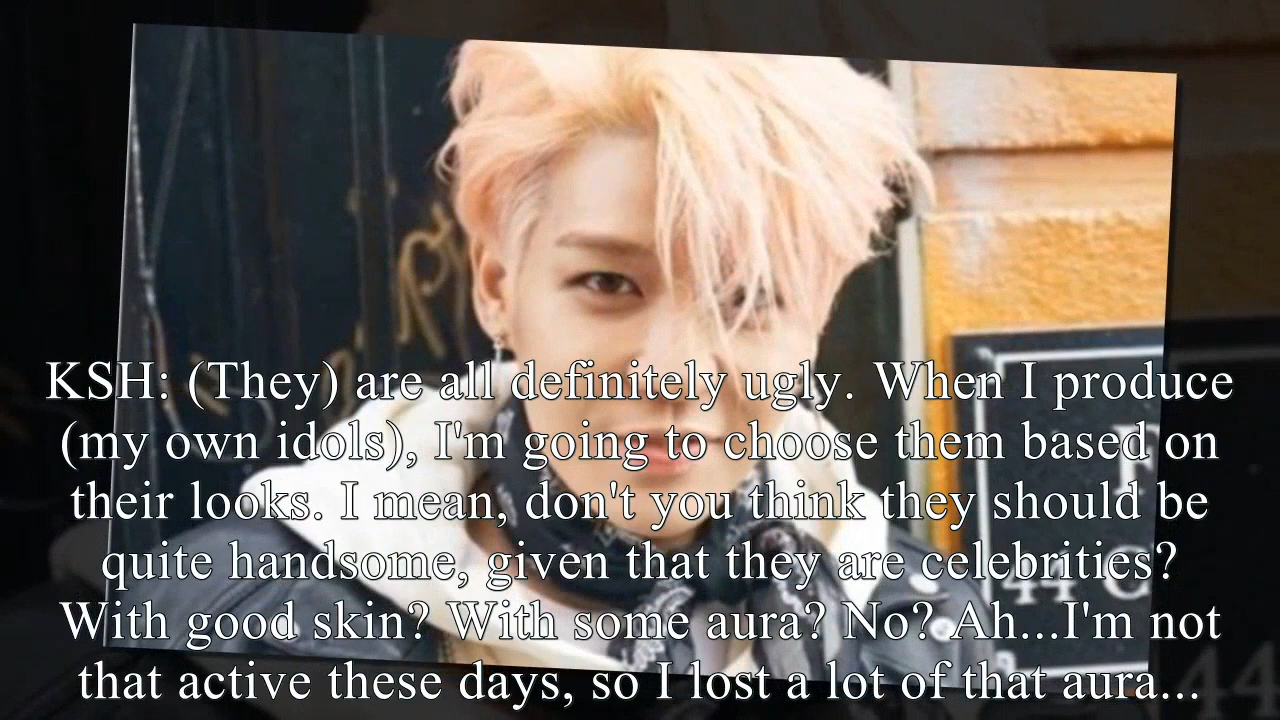 KSH: (They) are all definitely ugly. When I produce
(my own idols), I'm going to choose them based on
their looks. I mean, don't you think they should be
quite handsome, given that they are celebrities?
With good skin? With some aura? No? Ah...I'm not
that active these days, so I lost a lot of that aura...
44
44